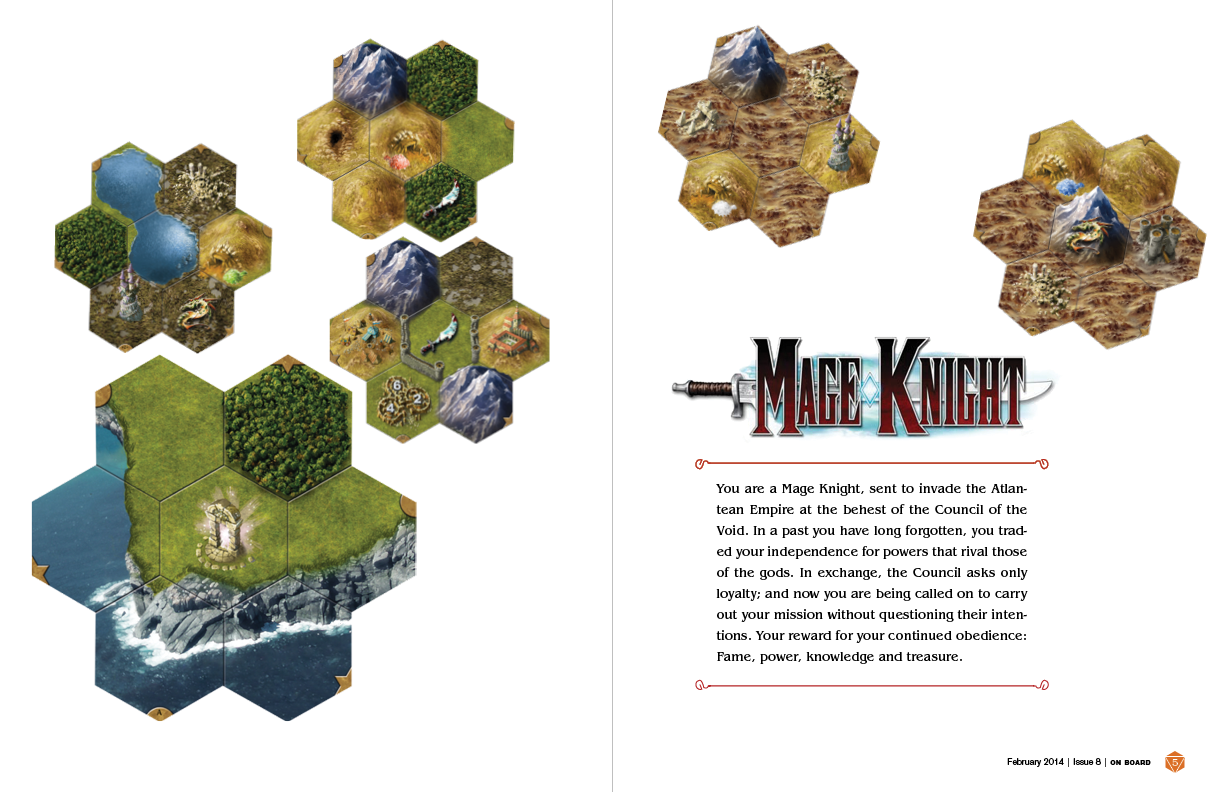 6
4
2
A
MAGE KNIGHT
You are a Mage Knight, sent to invade the Atlan-
tean Empire at the behest of the Council of the
Void. In a past you have long forgotten, you trad-
ed your independence for powers that rival those
of the gods. In exchange, the Council asks only
loyalty; and now you are being called on to carry
out your mission without questioning their inten-
tions. Your reward for your continued obedience:
Fame, power, knowledge and treasure.
February 2014 | Issue 8 | ON BOARD 5